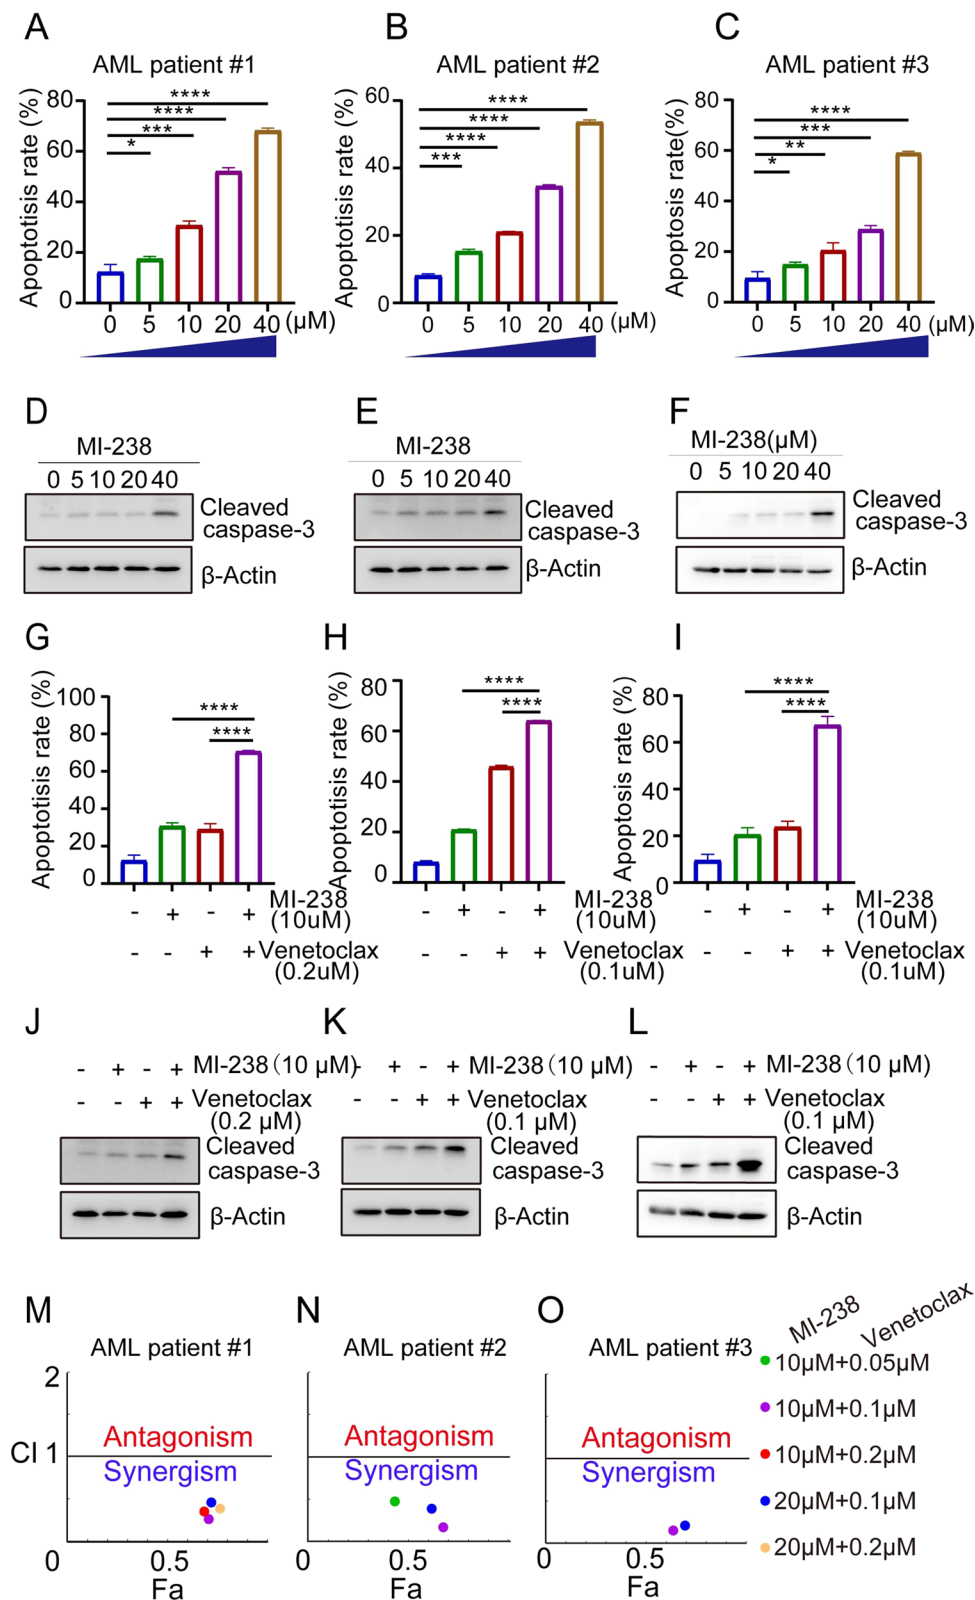 A
B
C
AML patient #1
AML patient #2
AML patient #3
Apoptotisis rate (%)
80
60
40
20
0
****
****
***
*
0 5 10 20 40 (μM)
Apoptotisis rate (%)
60
40
20
0
****
****
****
***
0 5 10 20 40 (μM)
Apoptosis rate(%)
80
60
40
20
0
****
***
**
*
0 5 10 20 40 (μM)
D
MI-238
0 5 10 20 40
Cleaved
caspase-3
β-Actin
E
MI-238
0 5 10 20 40
Cleaved
caspase-3
β-Actin
F
MI-238(μM)
0 5 10 20 40
Cleaved
caspase-3
β-Actin
G
Apoptotisis rate (%)
100
80
60
40
20
0
****
****
- + - +
MI-238
(10uM)
- - + +
Venetoclax
(0.2uM)
H
Apoptotisis rate (%)
80
60
40
20
0
****
****
- + - +
MI-238
(10uM)
- - + +
Venetoclax
(0.1uM)
I
Apoptosis rate (%)
80
60
40
20
0
****
****
- + - +
MI-238
(10uM)
- - + +
Venetoclax
(0.1uM)
J
- + - + MI-238(10 μM)
- - + + Venetoclax
(0.2 μM)
Cleaved
caspase-3
β-Actin
K
- + - + MI-238(10 μM)
- - + + Venetoclax
(0.1 μM)
Cleaved
caspase-3
β-Actin
L
- + - + MI-238(10 μM)
- - + + Venetoclax
(0.1 μM)
Cleaved
caspase-3
β-Actin
M
AML patient #1
2
CI 1
0
Antagonism
Synergism
0.5
Fa
N
AML patient #2
Antagonism
Synergism
0
0.5
Fa
O
AML patient #3
Antagonism
Synergism
0
0.5
Fa
MI-238
Venetoclax
10μM+0.05μM
10μM+0.1μM
10μM+0.2μM
20μM+0.1μM
20μM+0.2μM